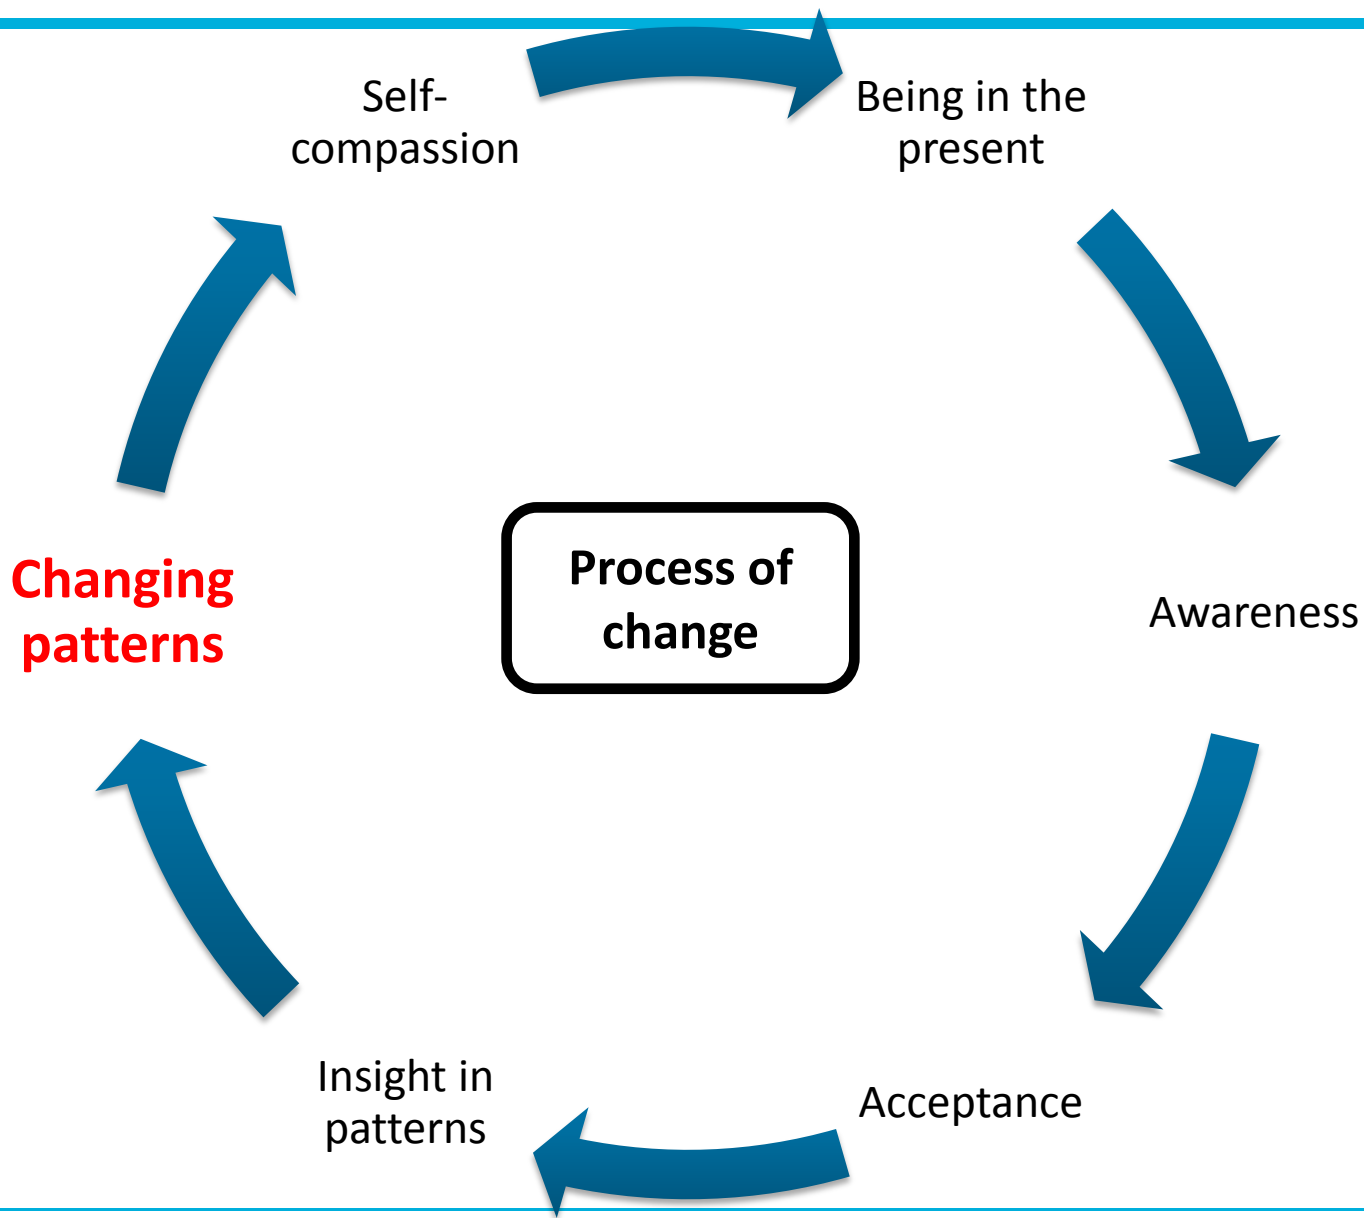 Self-
compassion
Being in the
present
Awareness
Acceptance
Insight in
patterns
Changing
patterns
Process of
change